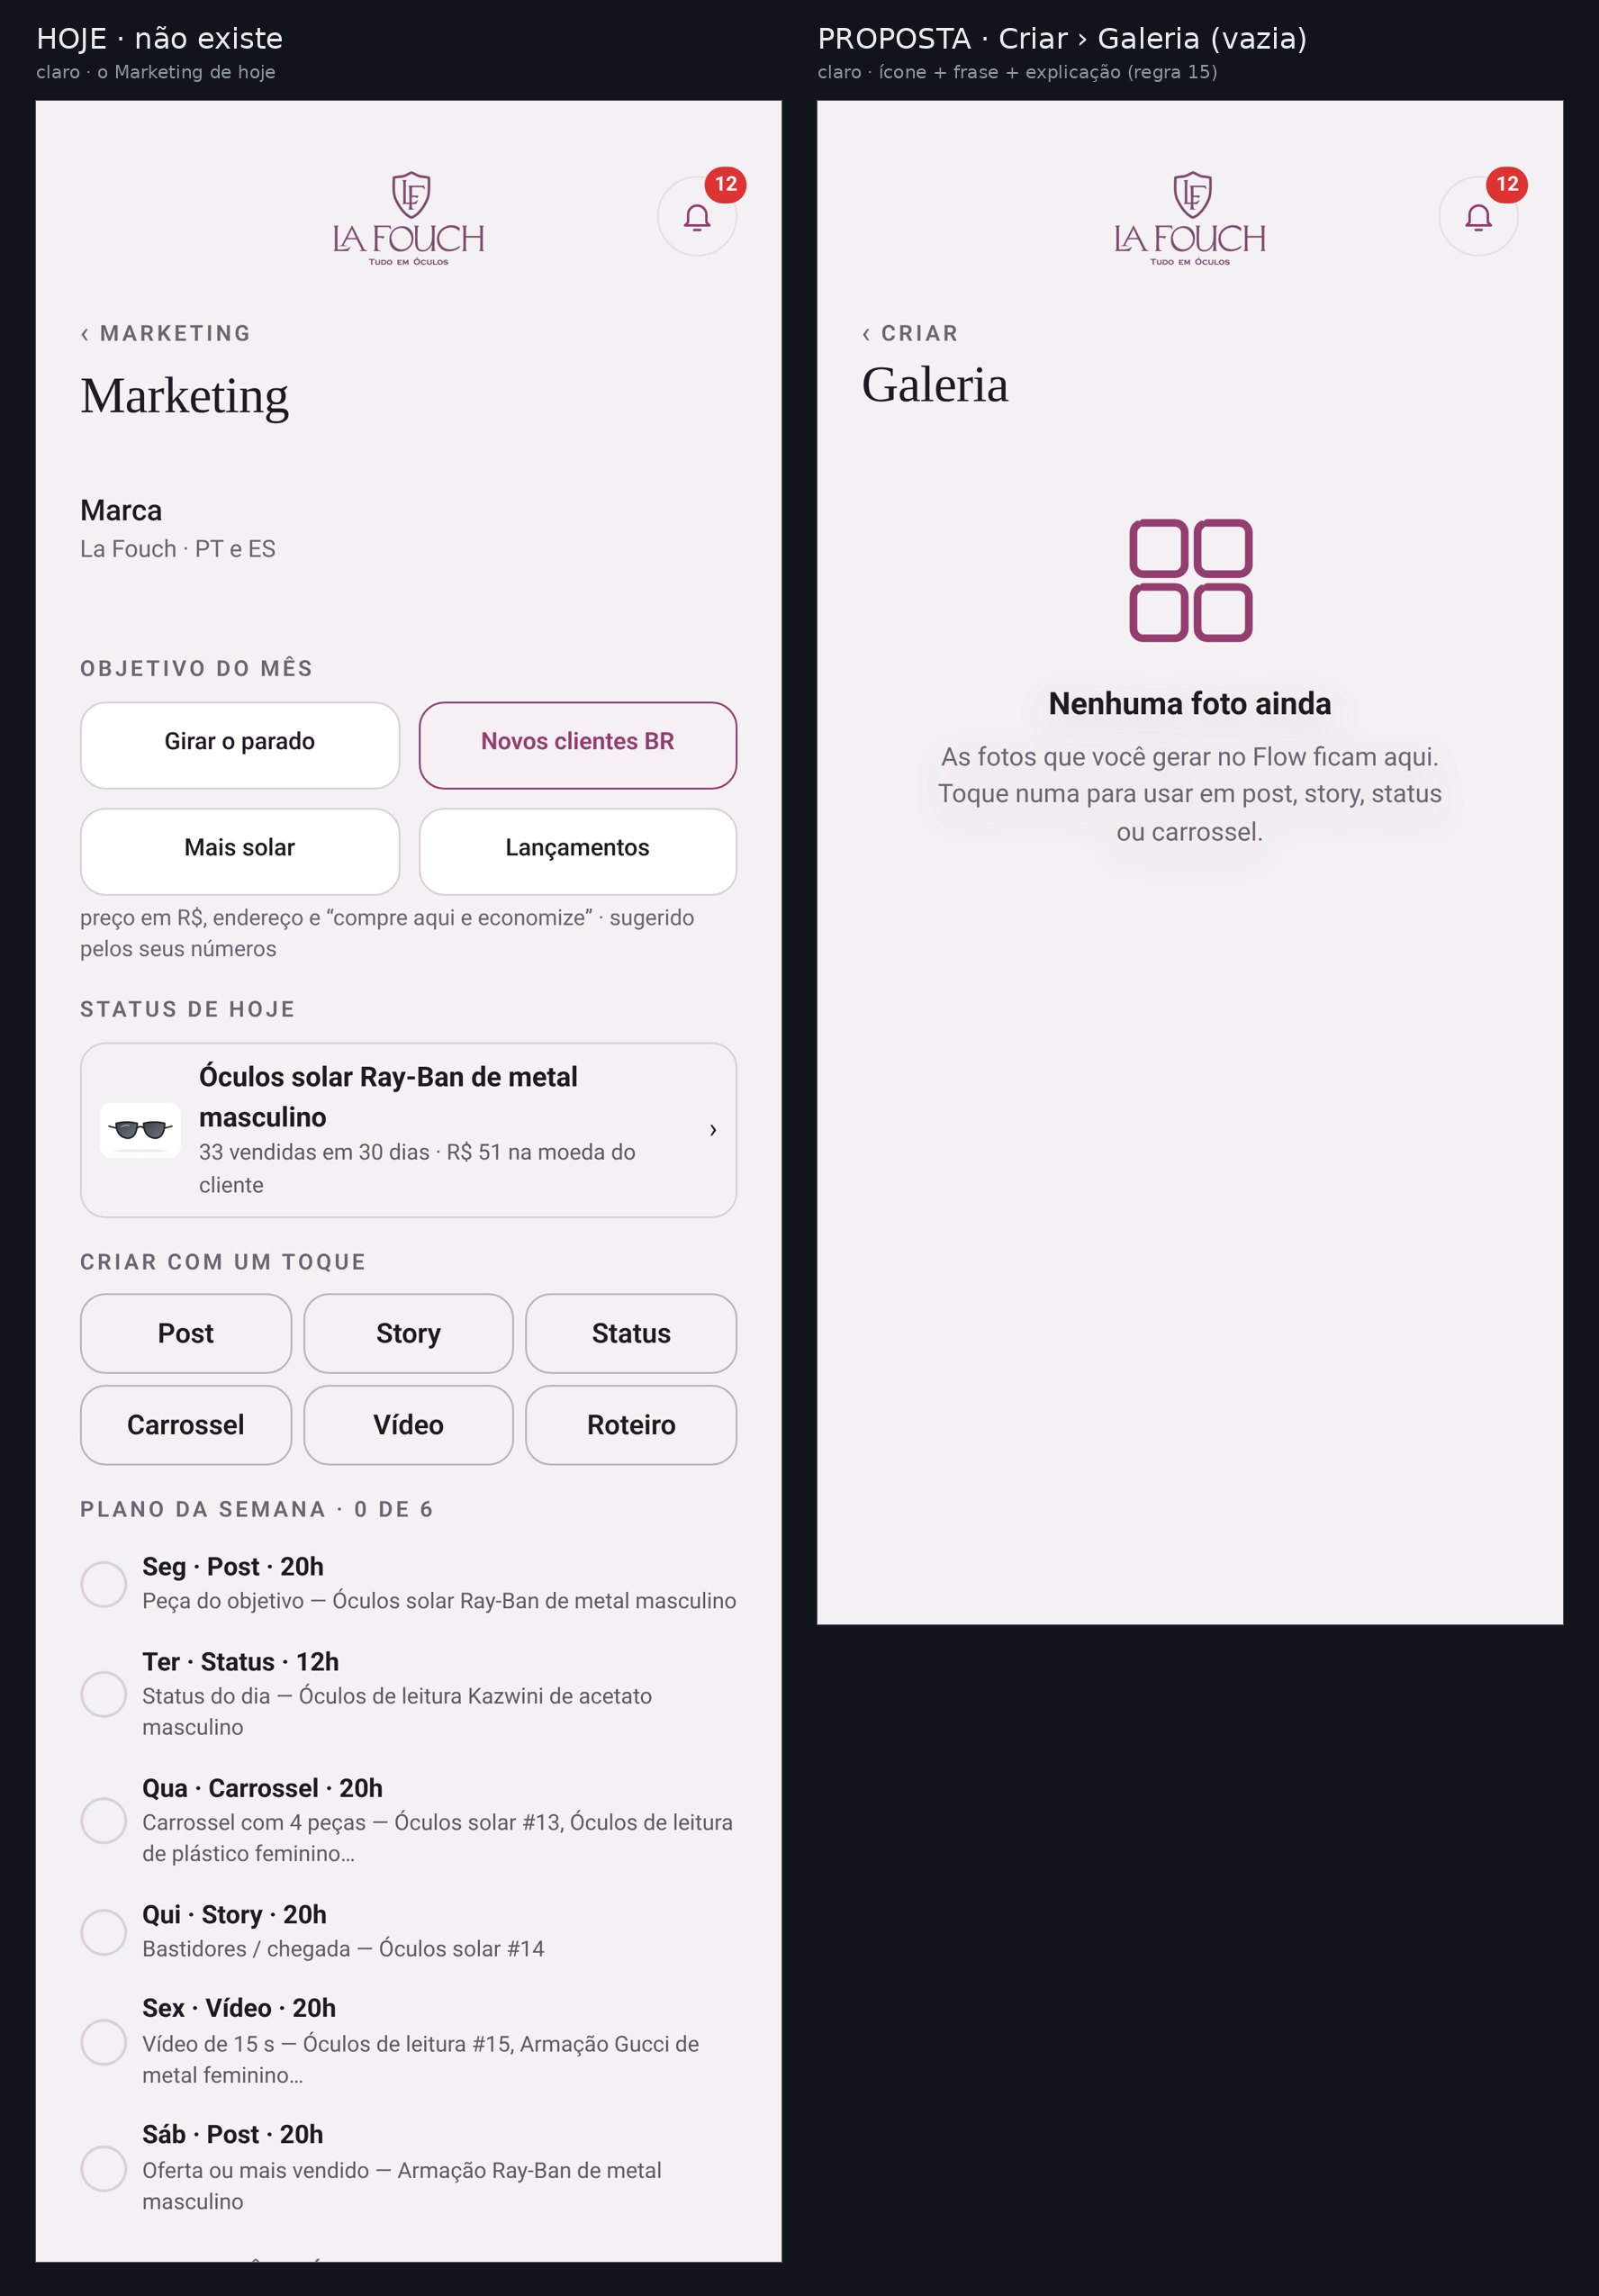 HOJE · não existe
claro · o Marketing de hoje
LF
LA FOUCH
TUDO EM ÓCULOS
12
‹ MARKETING
Marketing
Marca
La Fouch · PT e ES
OBJETIVO DO MÊS
Girar o parado
Novos clientes BR
Mais solar
Lançamentos
preço em R$, endereço e “compre aqui e economize” · sugerido
pelos seus números
STATUS DE HOJE
Óculos solar Ray-Ban de metal
masculino
33 vendidas em 30 dias · R$ 51 na moeda do
cliente
›
CRIAR COM UM TOQUE
Post
Story
Status
Carrossel
Vídeo
Roteiro
PLANO DA SEMANA · 0 DE 6
Seg · Post · 20h
Peça do objetivo — Óculos solar Ray-Ban de metal masculino
Ter · Status · 12h
Status do dia — Óculos de leitura Kazwini de acetato
masculino
Qua · Carrossel · 20h
Carrossel com 4 peças — Óculos solar #13, Óculos de leitura
de plástico feminino…
Qui · Story · 20h
Bastidores / chegada — Óculos solar #14
Sex · Vídeo · 20h
Vídeo de 15 s — Óculos de leitura #15, Armação Gucci de
metal feminino…
Sáb · Post · 20h
Oferta ou mais vendido — Armação Ray-Ban de metal
masculino
PROPOSTA · Criar › Galeria (vazia)
claro · ícone + frase + explicação (regra 15)
LF
LA FOUCH
TUDO EM ÓCULOS
12
‹ CRIAR
Galeria
Nenhuma foto ainda
As fotos que você gerar no Flow ficam aqui.
Toque numa para usar em post, story, status
ou carrossel.